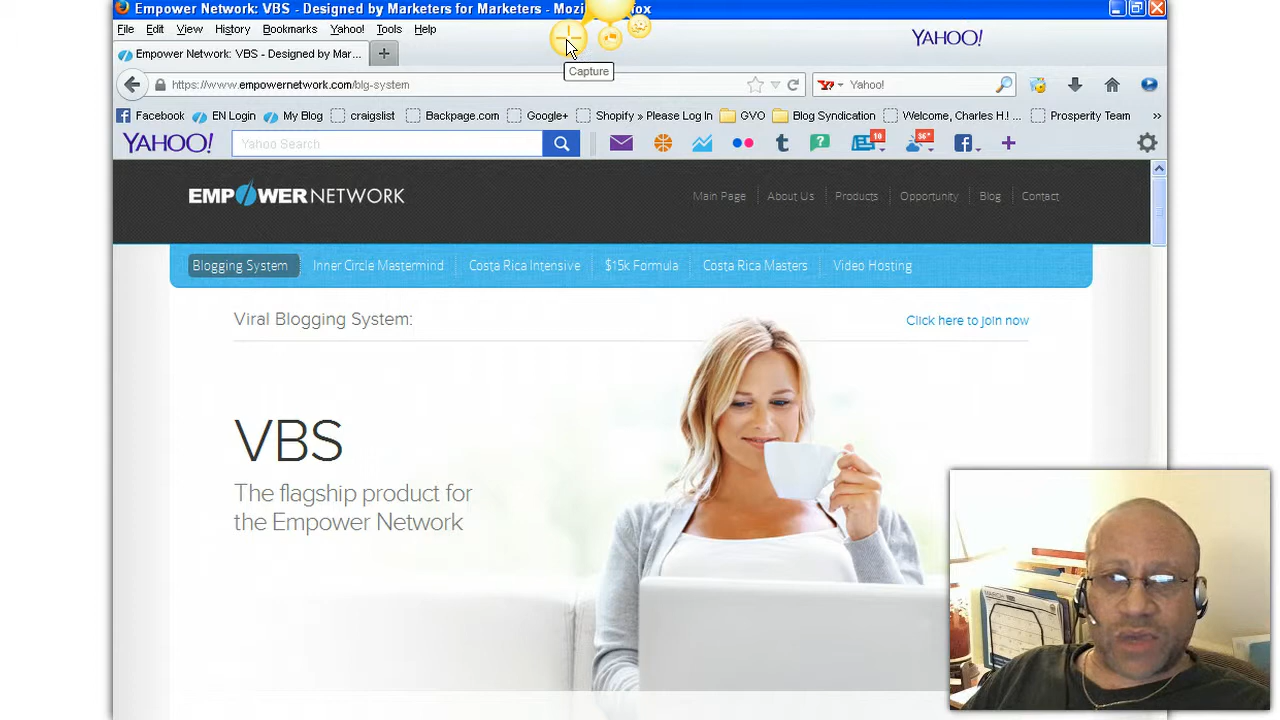 Empower Network: VBS - Designed by Marketers for Marketers - Mozi fox
File Edit View History Bookmarks Yahoo! Tools Help
YAHOO!
Empower Network: VBS - Designed by Mar... +
Capture
https://www.empowernetwork.com/blg-system
Yahoo!
Facebook EN Login My Blog craigslist Backpage.com Google+ Shopify » Please Log In GVO Blog Syndication Welcome, Charles H.! ... Prosperity Team »
YAHOO! Yahoo Search 10 36°
EMPOWER NETWORK
Main Page About Us Products Opportunity Blog Contact
Blogging System Inner Circle Mastermind Costa Rica Intensive $15k Formula Costa Rica Masters Video Hosting
Viral Blogging System:
Click here to join now
VBS
The flagship product for
the Empower Network
MARCH